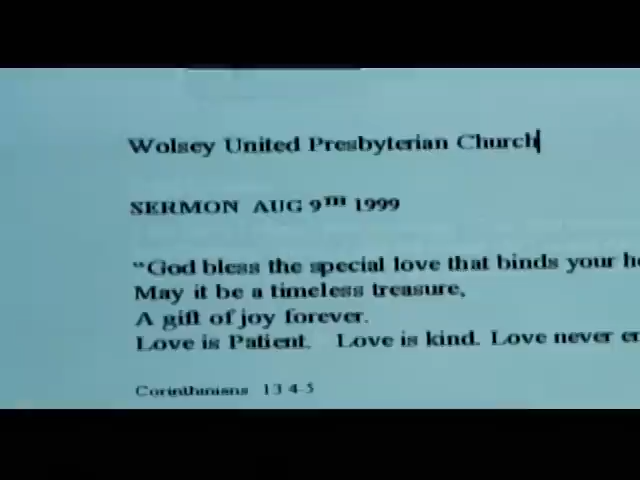 Wolsey United Presbyterian Church
SERMON AUG 9TH 1999
“God bless the special love that binds your
May it be a timeless treasure,
A gift of joy forever.
Love is Patient. Love is kind. Love never
Corinthinians 13 4-5